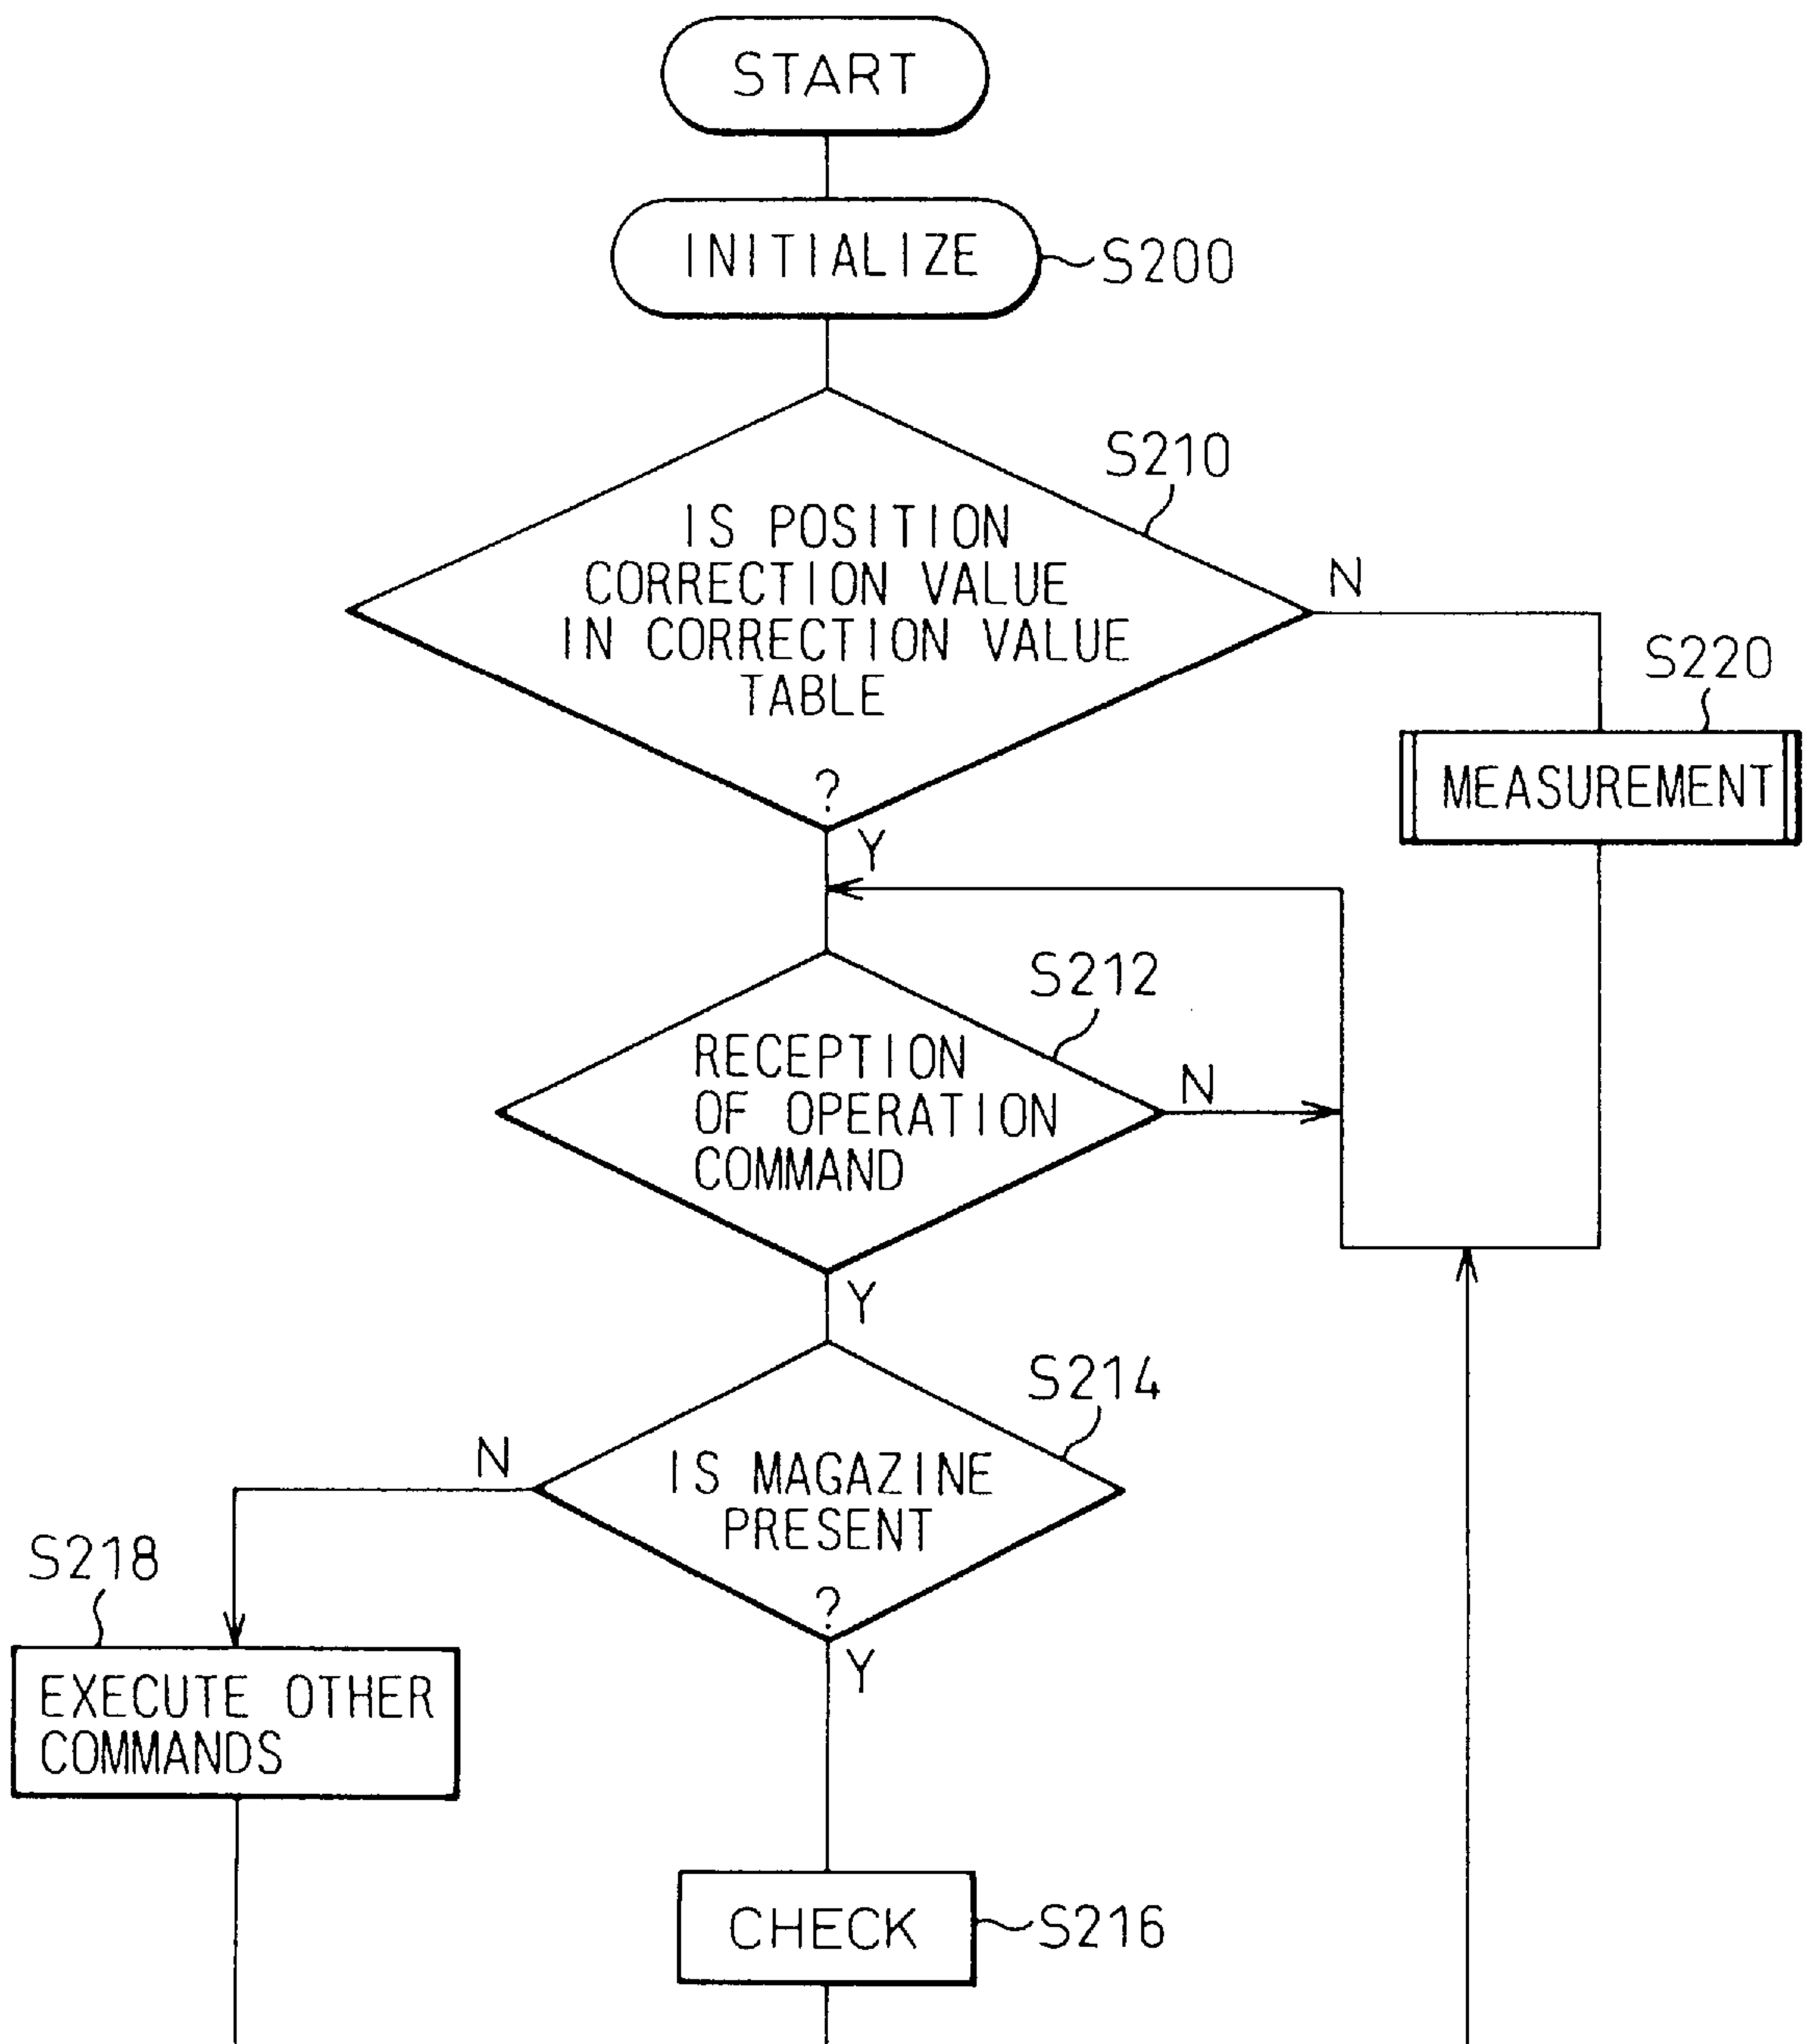 START
INITIALIZE
S200
S210
IS POSITION
CORRECTION VALUE
IN CORRECTION VALUE
TABLE
?
N
S220
MEASUREMENT
Y
S212
RECEPTION
OF OPERATION
COMMAND
N
Y
S214
IS MAGAZINE
PRESENT
?
N
S218
EXECUTE OTHER
COMMANDS
Y
CHECK
S216